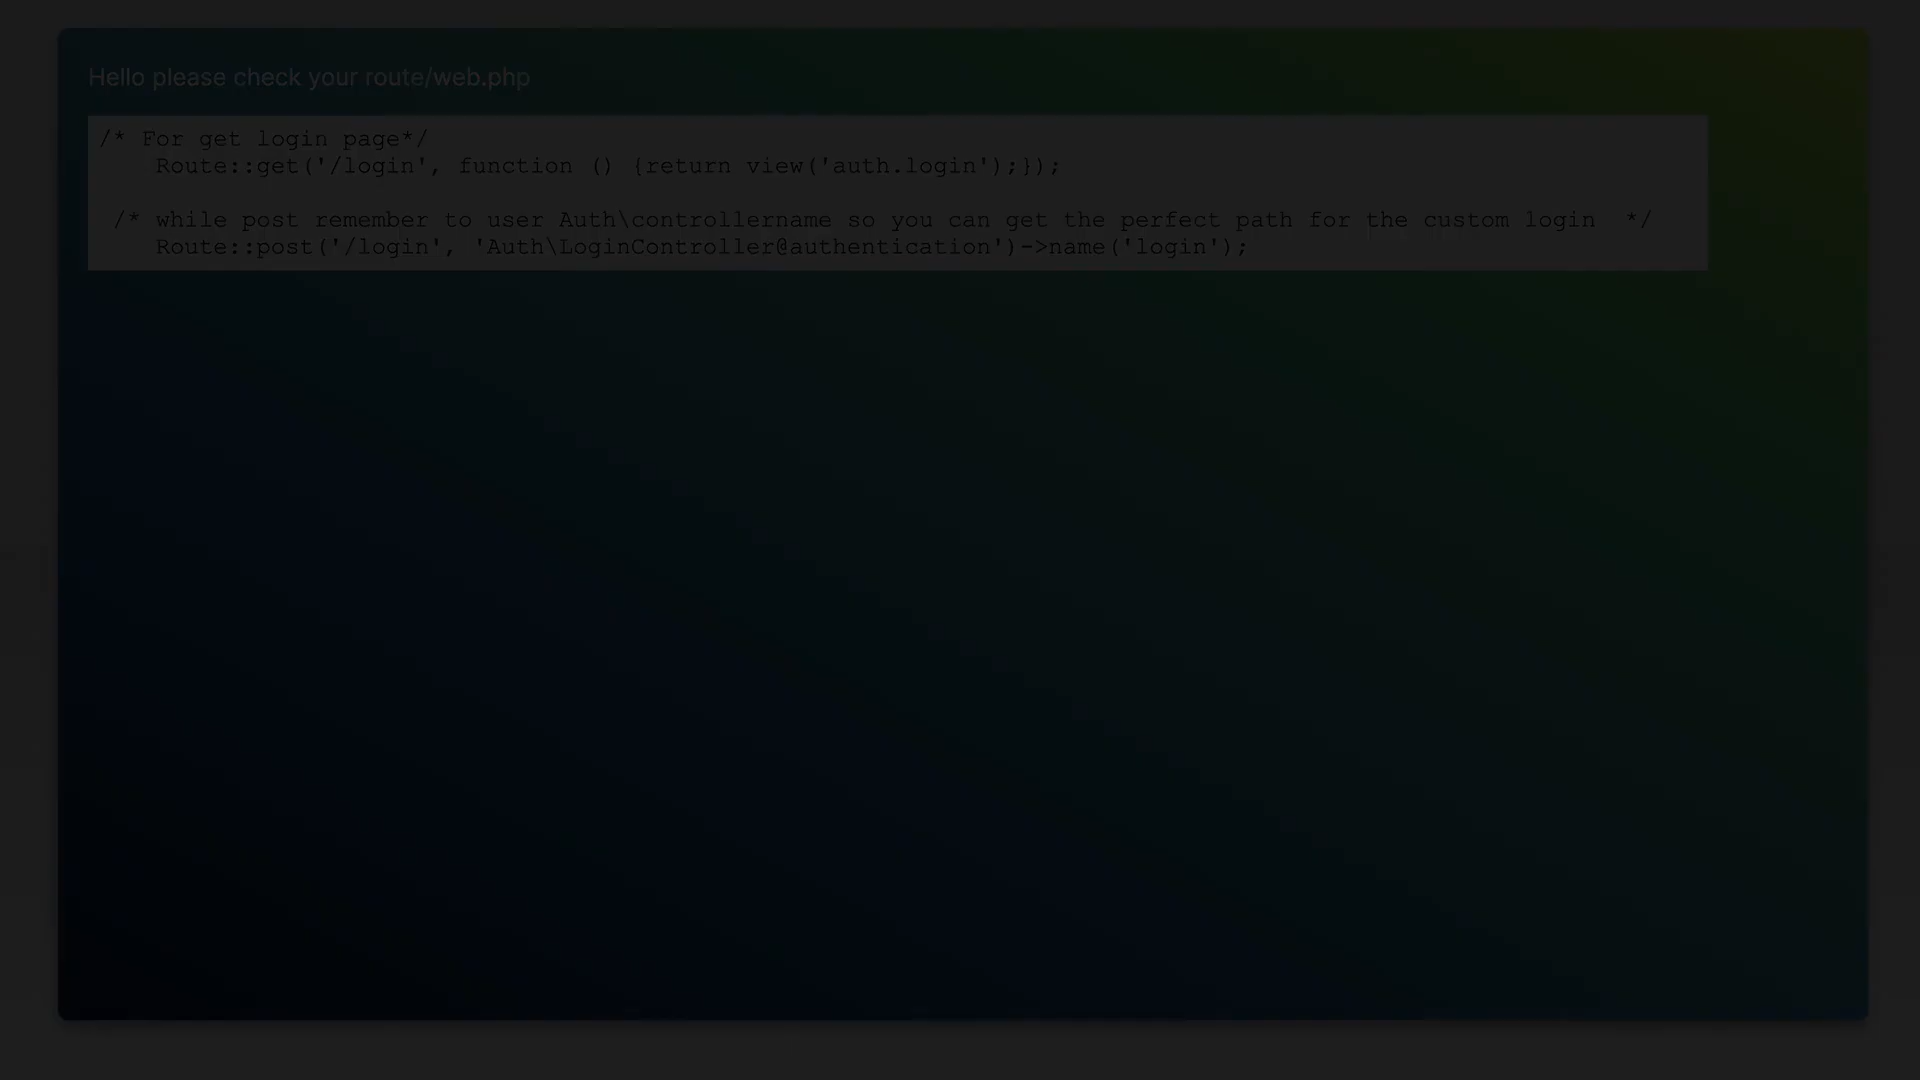 Hello please check your route/web.php
/* For get login page*/
    Route::get('/login', function () {return view('auth.login');});
 /* while post remember to user Auth\controllername so you can get the perfect path for the custom login  */
    Route::post('/login', 'Auth\LoginController@authentication')->name('login');